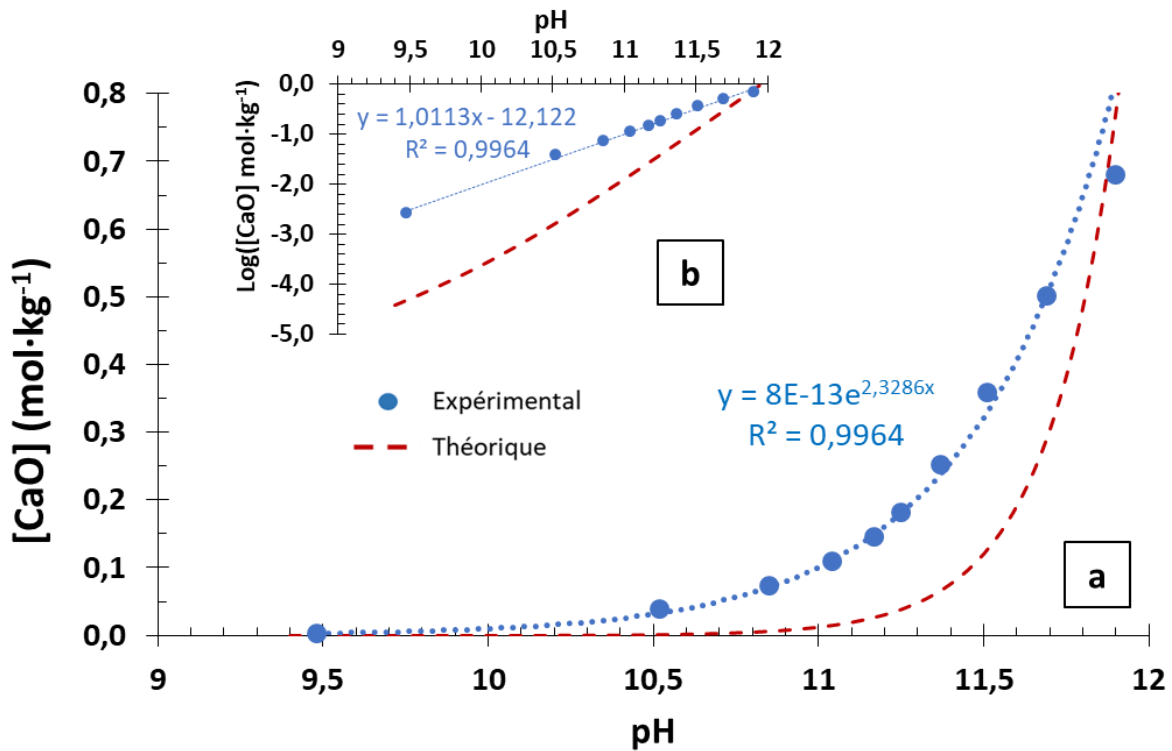 pH
9 9,5 10 10,5 11 11,5 12
0,0
-1,0
-2,0
-3,0
-4,0
-5,0
Log([CaO] mol·kg⁻¹)
y = 1,0113x - 12,122
R² = 0,9964
b
0,8
0,7
0,6
0,5
0,4
0,3
0,2
0,1
0,0
[CaO] (mol·kg⁻¹)
Expérimental
Théorique
y = 8E-13e^2,3286x
R² = 0,9964
a
9 9,5 10 10,5 11 11,5 12
pH